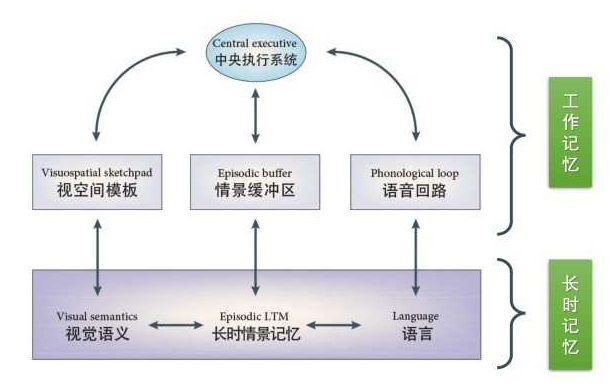 Central executive
中央执行系统
Visuospatial sketchpad
视空间模板
Episodic buffer
情景缓冲区
Phonological loop
语音回路
工作记忆
Visual semantics
视觉语义
Episodic LTM
长时情景记忆
Language
语言
长时记忆